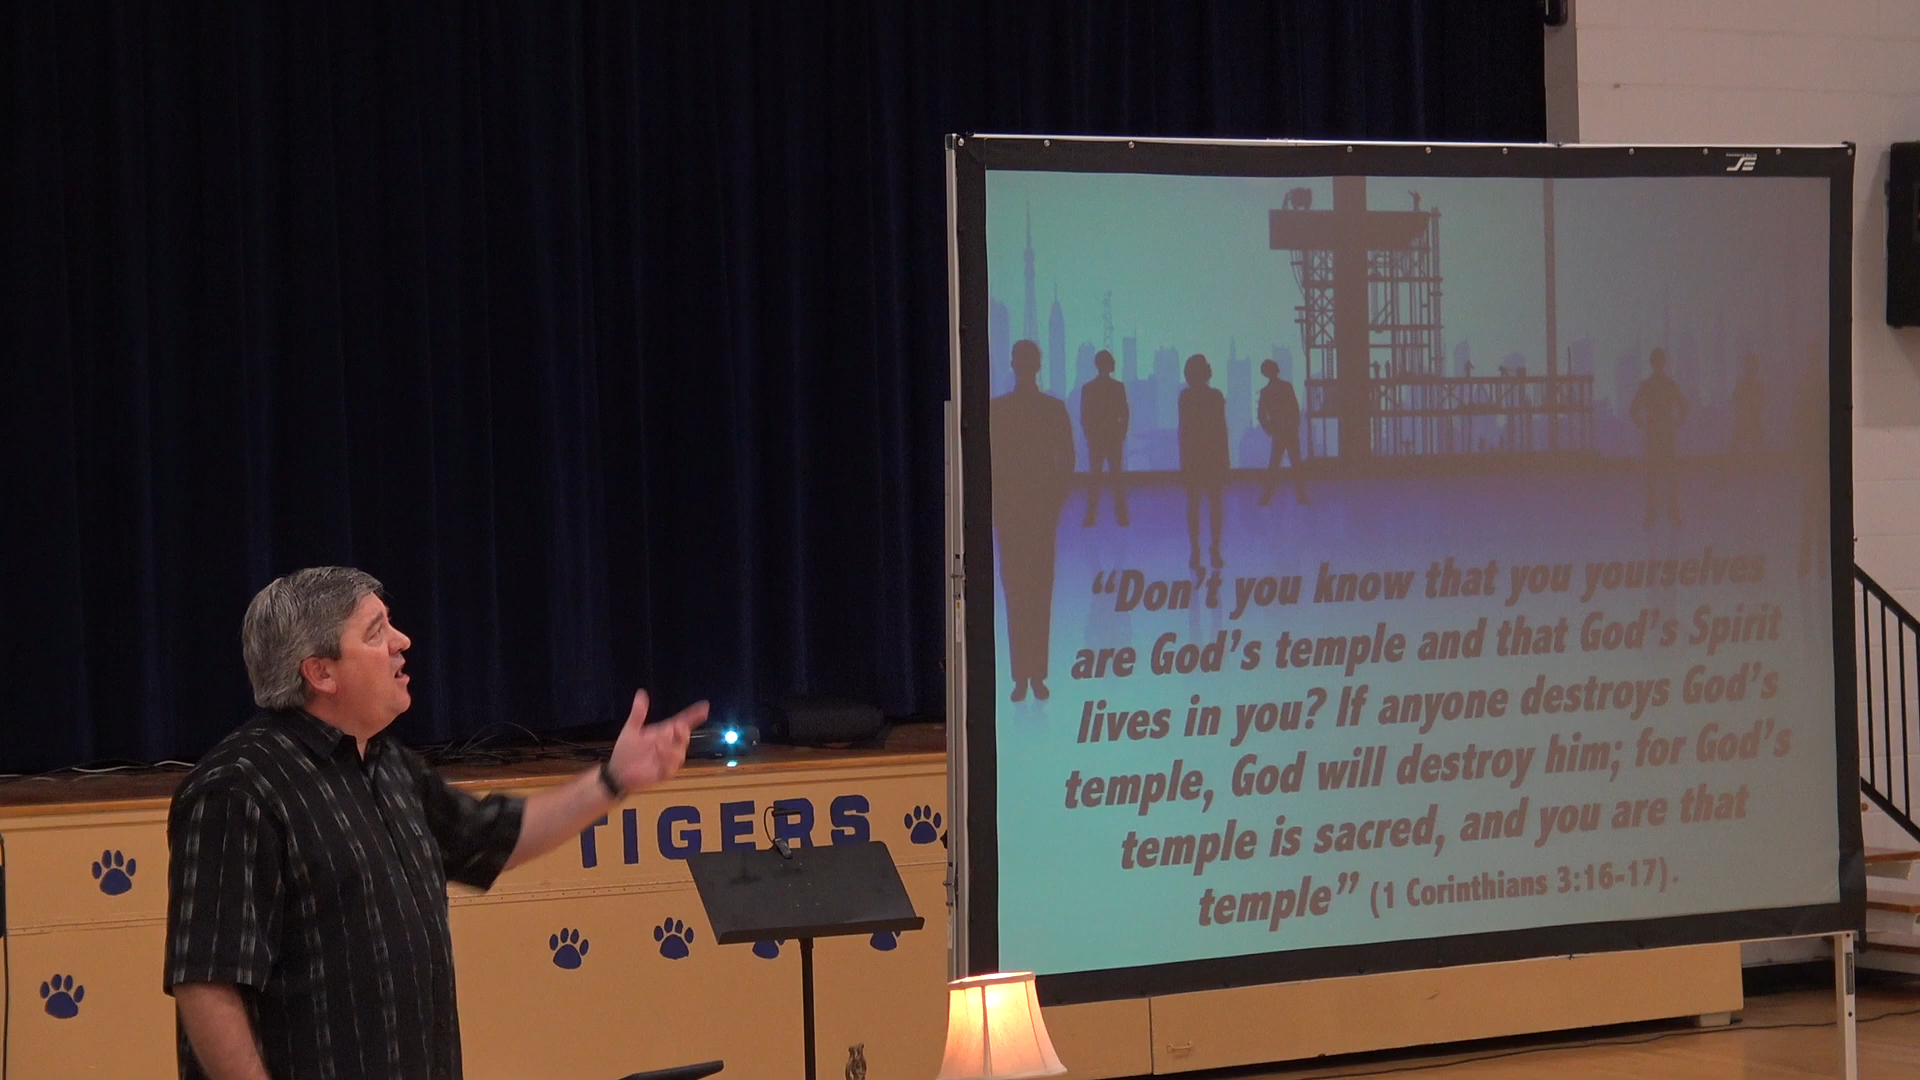 “Don’t you know that you yourselves
are God’s temple and that God’s Spirit
lives in you? If anyone destroys God’s
temple, God will destroy him; for God’s
temple is sacred, and you are that
temple” (1 Corinthians 3:16-17).
TIGERS